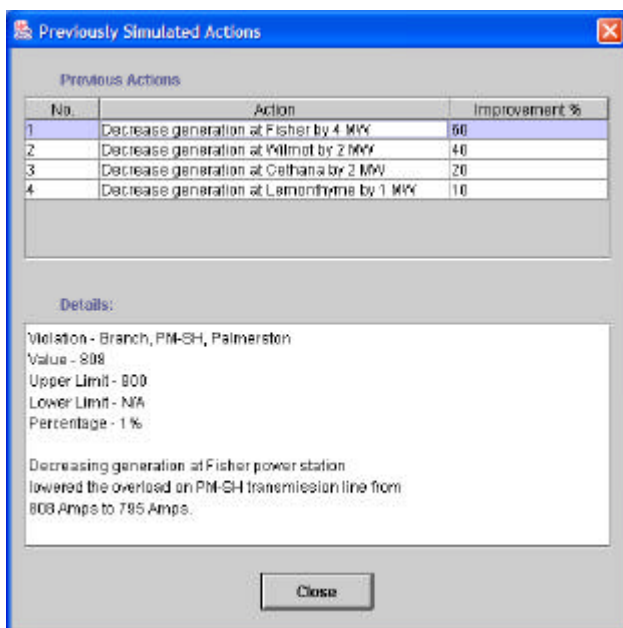 Previously Simulated Actions
Previous Actions
No. Action Improvement %
1 Decrease generation at Fisher by 4 MW 60
2 Decrease generation at Wilmot by 2 MW 40
3 Decrease generation at Cethana by 2 MW 20
4 Decrease generation at Lemonthyme by 1 MW 10
Details:
Violation - Branch, PM-SH, Palmerston
Value - 808
Upper Limit - 800
Lower Limit - N/A
Percentage - 1%
Decreasing generation at Fisher power station
lowered the overload on PM-SH transmission line from
808 Amps to 795 Amps.
Close